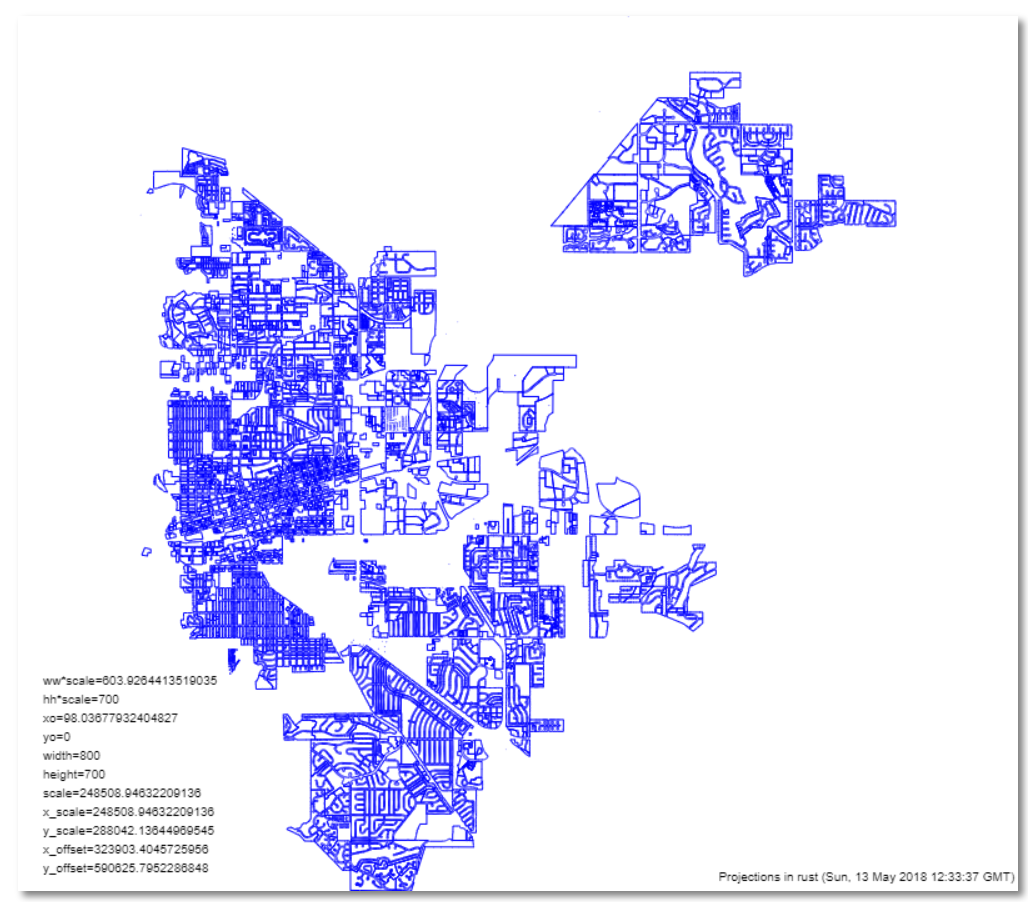 ww*scale=603.9264413519035
hh*scale=700
xo=98.03677932404827
yo=0
width=800
height=700
scale=248508.94632209136
x_scale=248508.94632209136
y_scale=288042.13644969545
x_offset=323903.4045725956
y_offset=590625.7952286848
Projections in rust (Sun, 13 May 2018 12:33:37 GMT)